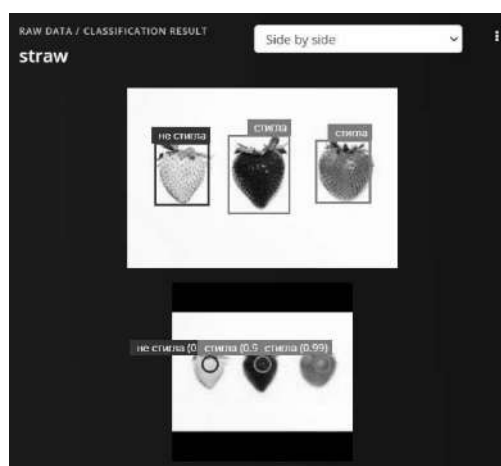 RAW DATA / CLASSIFICATION RESULT
straw
Side by side
не стигла
стигла
стигла
не стигла (0
стигла (0.9
стигла (0.99)